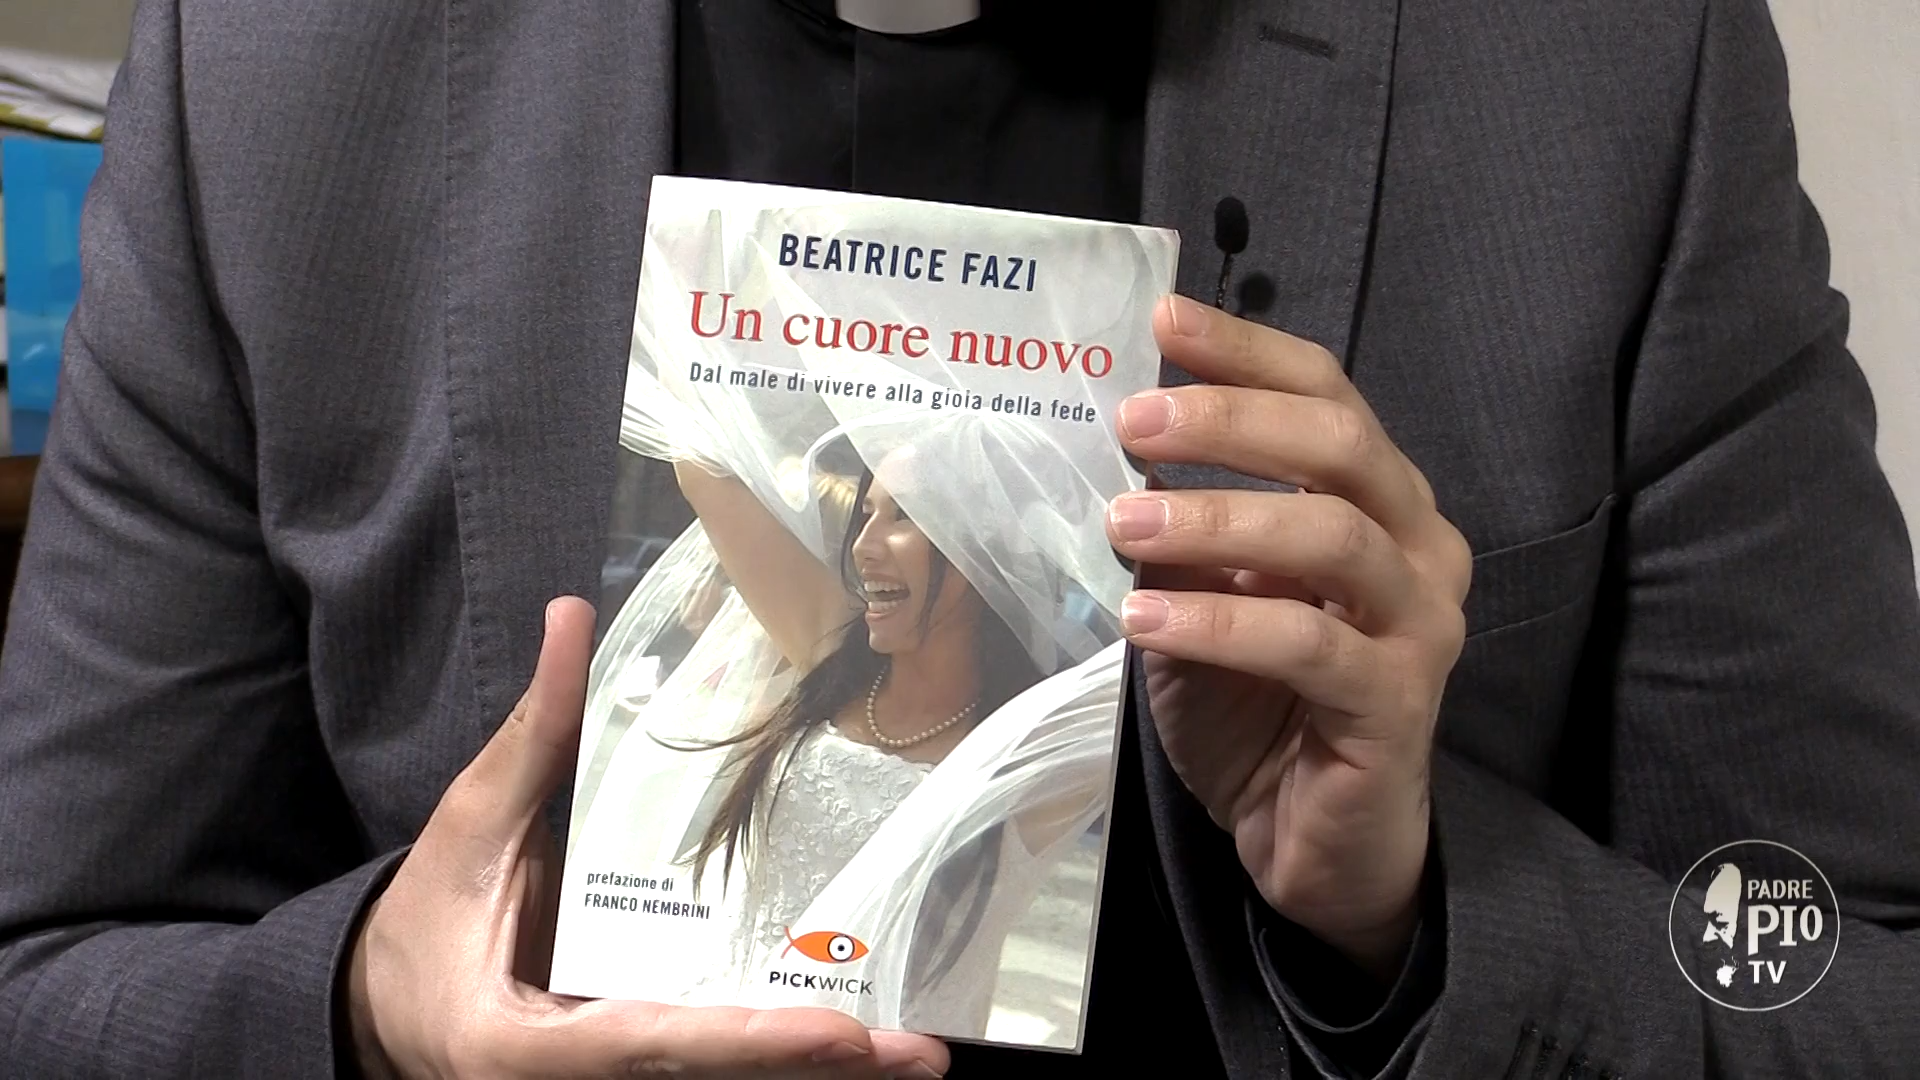 BEATRICE FAZI
Un cuore nuovo
Dal male di vivere alla gioia della fede
prefazione di
FRANCO NEMBRINI
PICKWICK
PADRE
PIO
TV